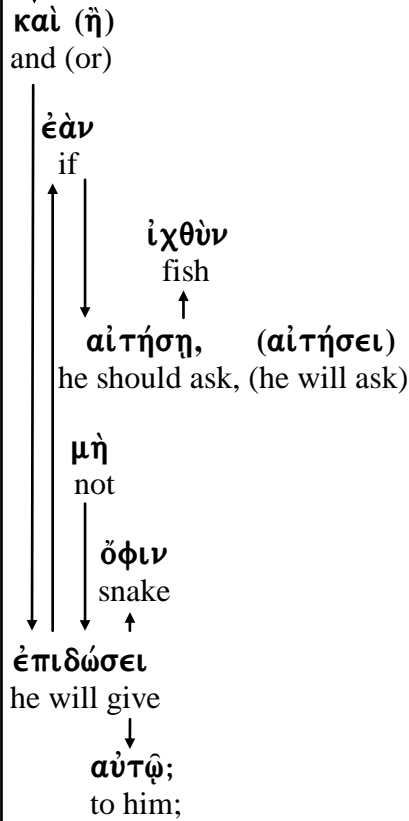 καὶ (ἢ)
and (or)
ἐὰν
if
ἰχθὺν
fish
αἰτήσῃ, (αἰτήσει)
he should ask, (he will ask)
μὴ
not
ὄφιν
snake
ἐπιδώσει
he will give
αὐτῷ;
to him;